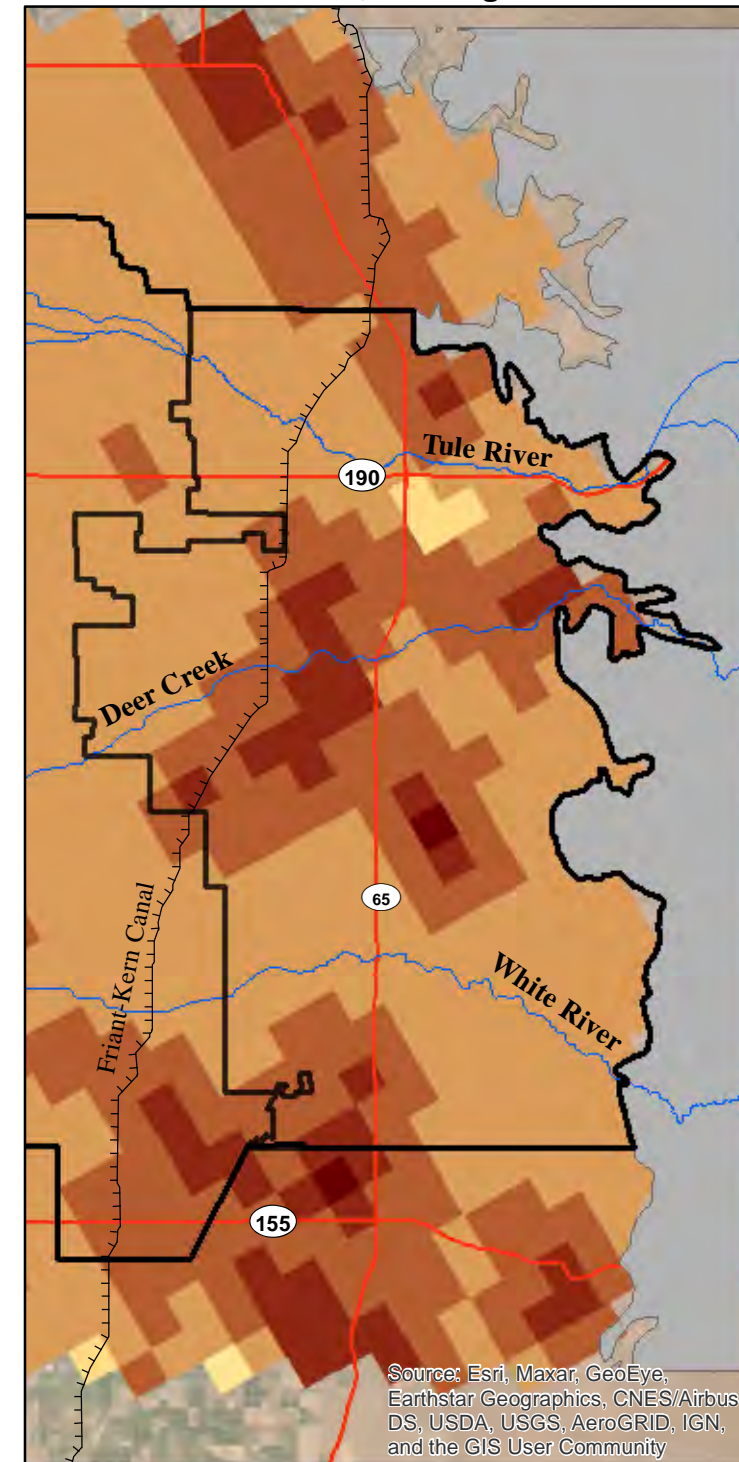 Tule River
190
Deer Creek
65
Friant-Kern Canal
White River
155
Source: Esri, Maxar, GeoEye,
Earthstar Geographics, CNES/Airbus
DS, USDA, USGS, AeroGRID, IGN,
and the GIS User Community